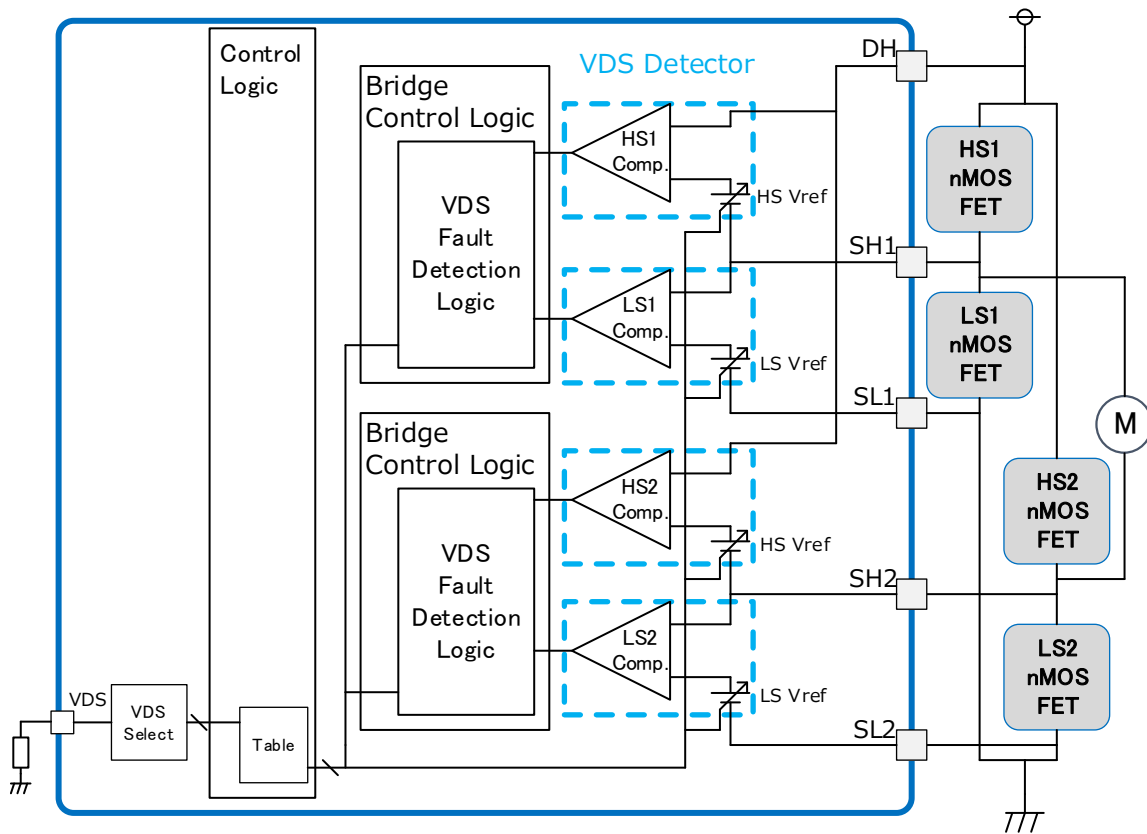 Control
Logic
Bridge
Control Logic
VDS
Fault
Detection
Logic
VDS Detector
HS1
Comp.
HS Vref
LS1
Comp.
LS Vref
DH
SH1
SL1
HS1
nMOS
FET
LS1
nMOS
FET
M
Bridge
Control Logic
VDS
Fault
Detection
Logic
HS2
Comp.
HS Vref
LS2
Comp.
LS Vref
SH2
SL2
HS2
nMOS
FET
LS2
nMOS
FET
VDS
VDS
Select
Table